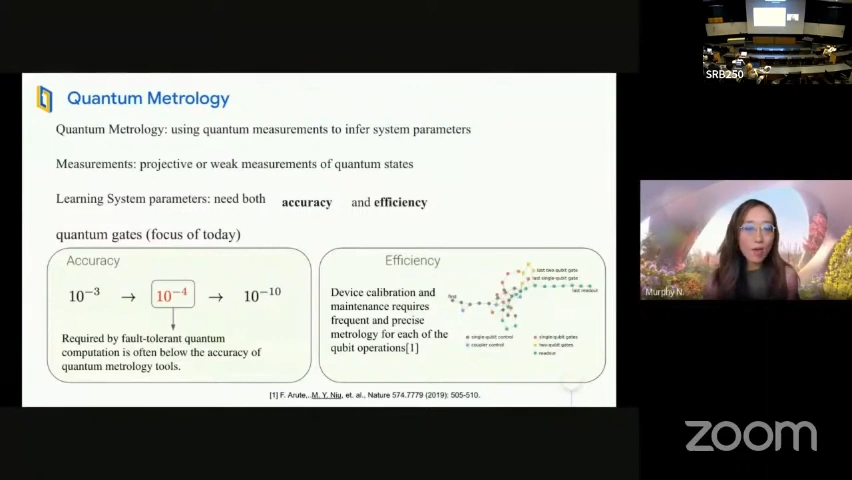 Quantum Metrology
Quantum Metrology: using quantum measurements to infer system parameters
Measurements: projective or weak measurements of quantum states
Learning System parameters: need both accuracy and efficiency
quantum gates (focus of today)
Accuracy
10⁻³ → 10⁻⁴ → 10⁻¹⁰
Required by fault-tolerant quantum
computation is often below the accuracy of
quantum metrology tools.
Efficiency
Device calibration and
maintenance requires
frequent and precise
metrology for each of the
qubit operations[1]
first
last two-qubit gate
last single-qubit gate
last readout
single-qubit control
coupler control
single-qubit gates
two-qubit gates
readout
[1] F. Arute,..M. Y. Niu, et. al., Nature 574.7779 (2019): 505-510.
SRB250
Murphy N.
zoom